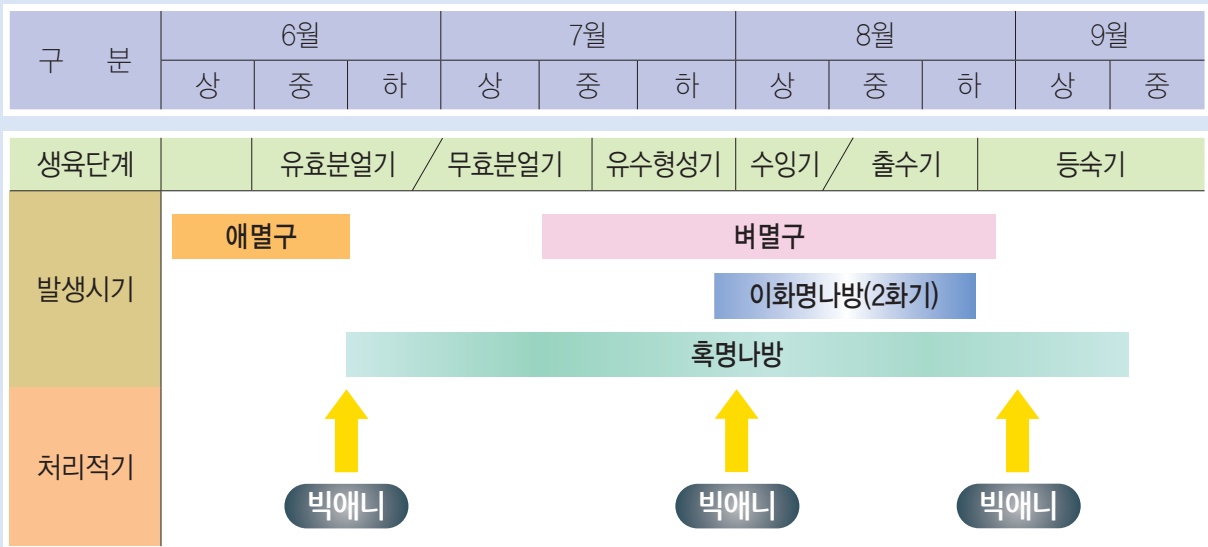 구 분 6월 7월 8월 9월
상 중 하 상 중 하 상 중 하 상 중
생육단계 유효분얼기 무효분얼기 유수형성기 수잉기 출수기 등숙기
발생시기
애멸구 벼멸구
이화명나방(2화기)
혹명나방
처리적기
빅애니 빅애니 빅애니